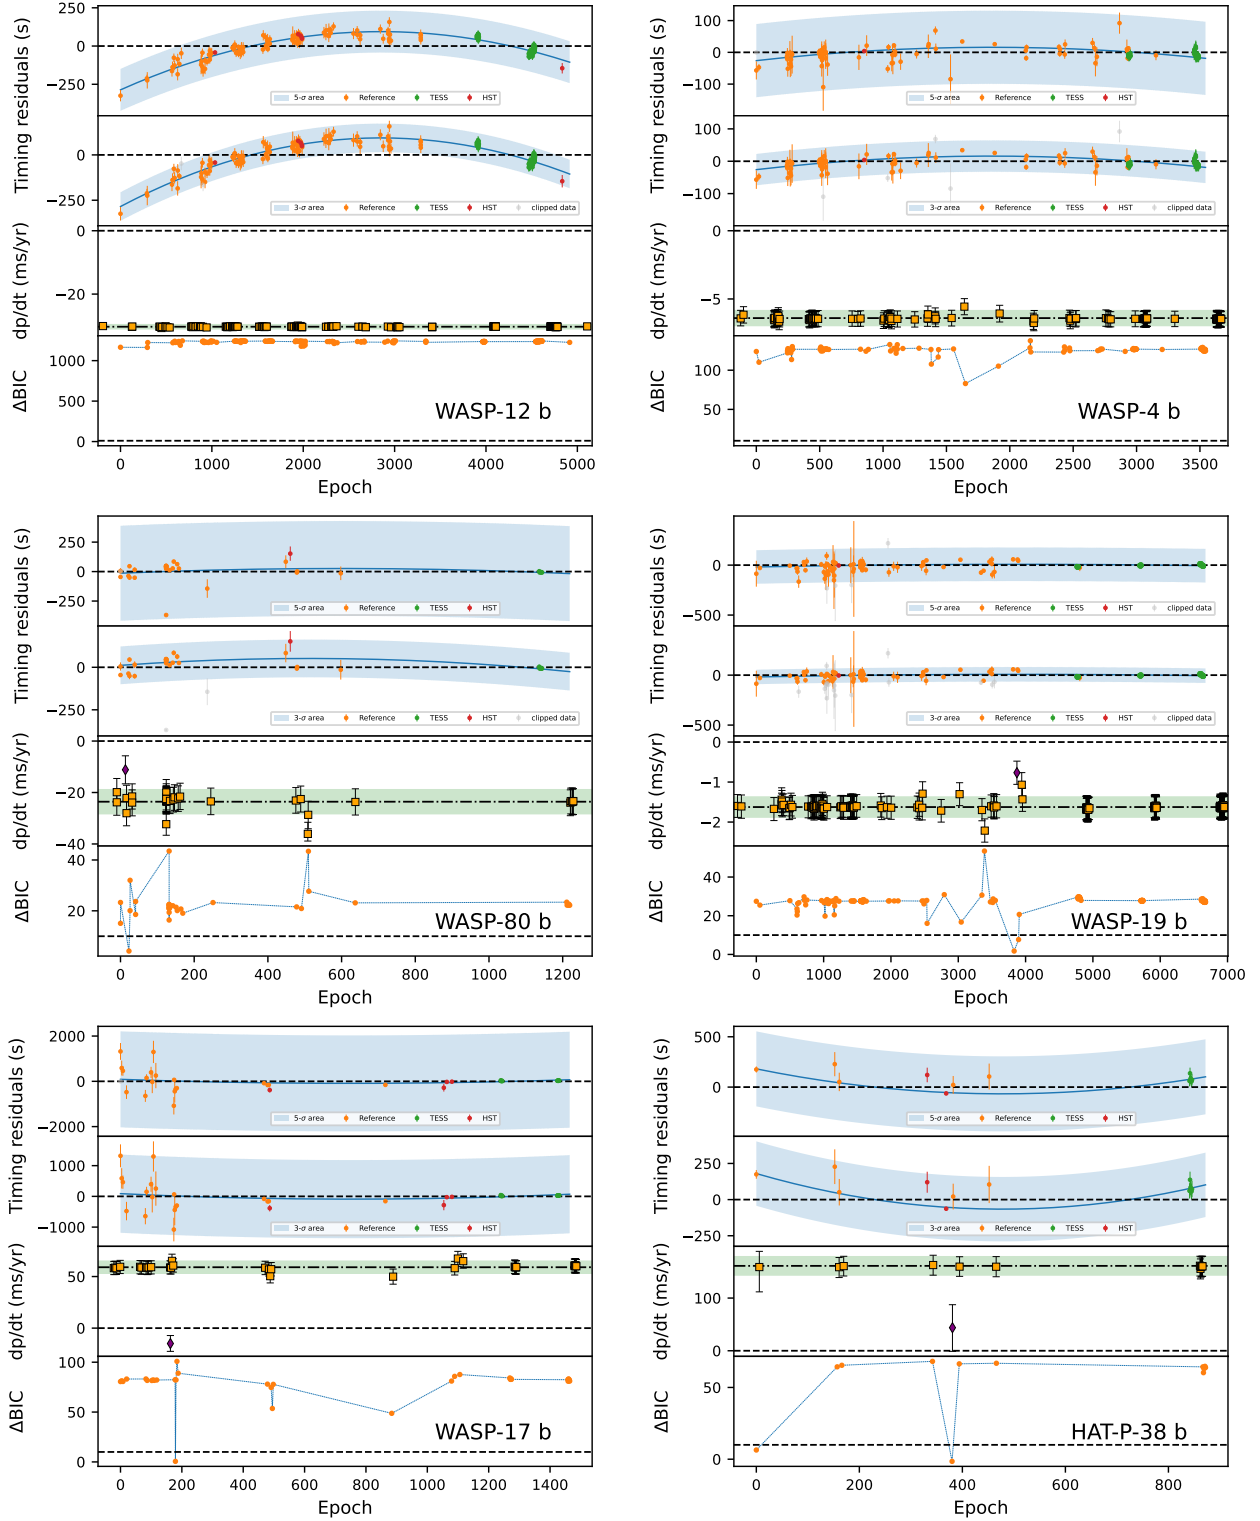 Timing residuals (s)
250
0
−250
5-σ area Reference TESS HST
0
−250
3-σ area Reference TESS HST clipped data
dp/dt (ms/yr)
0
−20
ΔBIC
1000
500
0
WASP-12 b
0 1000 2000 3000 4000 5000
Epoch
Timing residuals (s)
100
0
−100
5-σ area Reference TESS HST
100
0
−100
3-σ area Reference TESS HST clipped data
dp/dt (ms/yr)
0
−5
ΔBIC
100
50
WASP-4 b
0 500 1000 1500 2000 2500 3000 3500
Epoch
Timing residuals (s)
250
0
−250
5-σ area Reference TESS HST
0
−250
3-σ area Reference TESS HST clipped data
dp/dt (ms/yr)
0
−20
−40
ΔBIC
40
20
WASP-80 b
0 200 400 600 800 1000 1200
Epoch
Timing residuals (s)
0
−500
5-σ area Reference TESS HST clipped data
0
−500
3-σ area Reference TESS HST clipped data
dp/dt (ms/yr)
0
−1
−2
ΔBIC
40
20
0
WASP-19 b
0 1000 2000 3000 4000 5000 6000 7000
Epoch
Timing residuals (s)
2000
0
−2000
5-σ area Reference TESS HST
1000
0
−1000
3-σ area Reference TESS HST
dp/dt (ms/yr)
50
0
ΔBIC
100
50
0
WASP-17 b
0 200 400 600 800 1000 1200 1400
Epoch
Timing residuals (s)
500
0
5-σ area Reference TESS HST
250
0
−250
3-σ area Reference TESS HST
dp/dt (ms/yr)
100
0
ΔBIC
50
0
HAT-P-38 b
0 200 400 600 800
Epoch